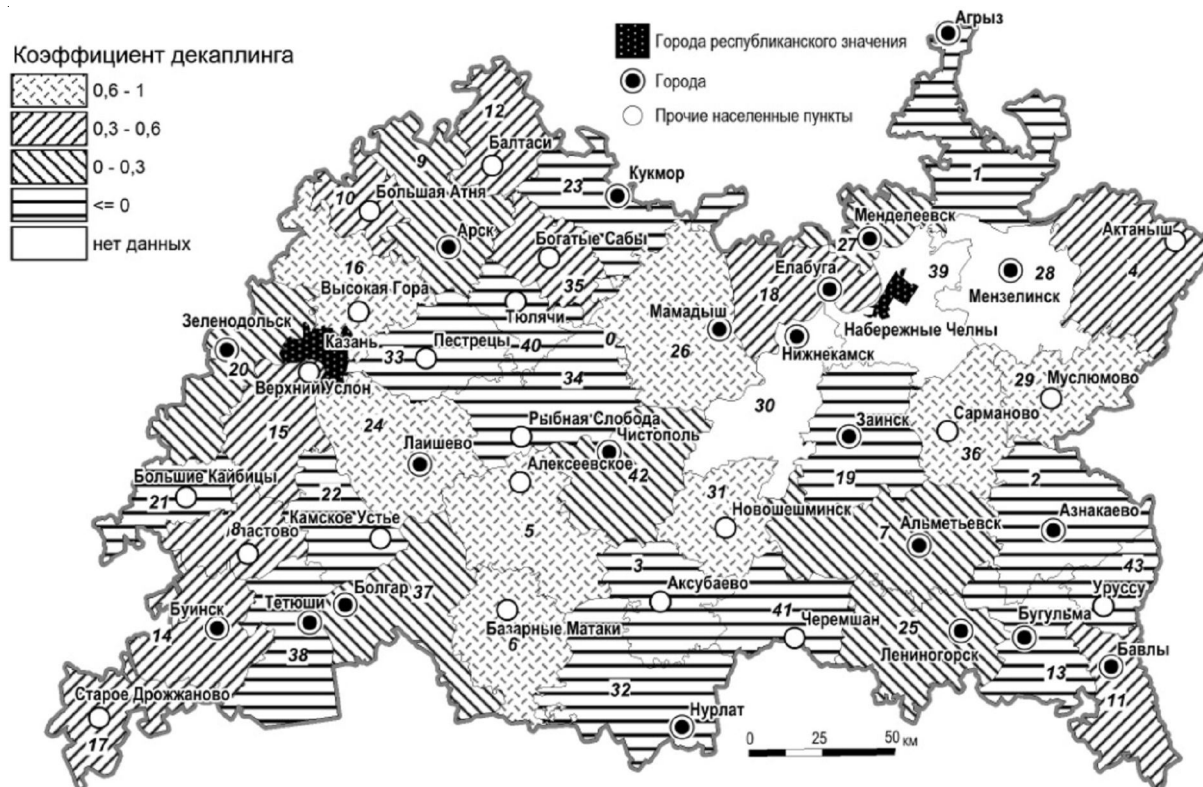 Коэффициент декаплинга
0,6 - 1
0,3 - 0,6
0 - 0,3
<= 0
нет данных
Города республиканского значения
Города
Прочие населенные пункты
Агрыз
1
12
Балтаси
9
23
Кукмор
10
Большая Атня
Менделеевск
27
Актаныш
4
Арск
Богатые Сабы
39
28
16
Высокая Гора
35
18
Елабуга
Мензелинск
Тюлячи
Мамадыш
Набережные Челны
Зеленодольск
Казань
Пестрецы
40
0
26
Нижнекамск
20
33
34
Верхний Услон
29
Муслюмово
24
30
15
Лаишево
Рыбная Слобода
Чистополь
Заинск
Сарманово
36
Большие Кайбицы
21
22
Алексеевское
42
19
2
31
Камское Устье
8
пастово
5
Новошешминск
7
Альметьевск
Азнакаево
3
43
Болгар
37
Аксубаево
Уруссу
Буинск
Тетюши
14
Базарные Матаки
6
41
Черемшан
25
Бугульма
Лениногорск
38
Бавлы
13
11
32
Старое Дрожжаново
17
Нурлат
0 25 50 км